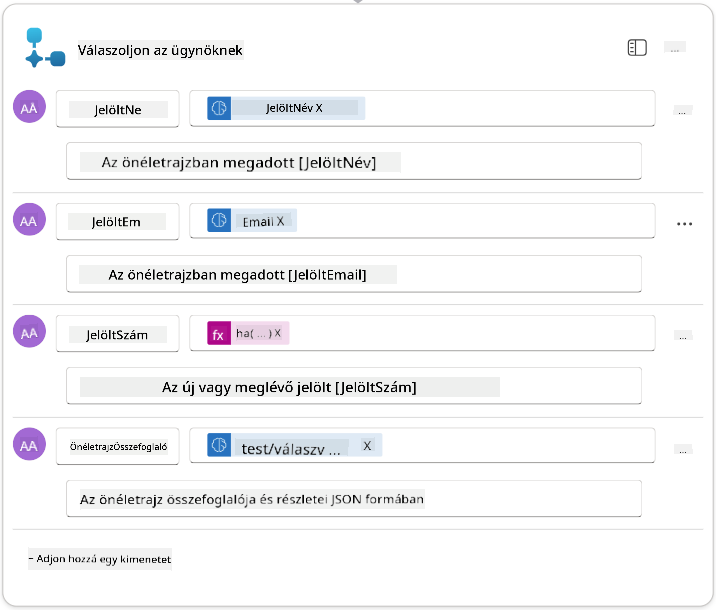 Válaszoljon az ügynöknek
...
AA JelöltNe JelöltNév X ...
Az önéletrajzban megadott [JelöltNév]
AA JelöltEm Email X ...
Az önéletrajzban megadott [JelöltEmail]
AA JelöltSzám fx ha( ... ) X ...
Az új vagy meglévő jelölt [JelöltSzám]
AA ÖnéletrajzÖsszefoglaló test/válaszv ... X ...
Az önéletrajz összefoglalója és részletei JSON formában
– Adjon hozzá egy kimenetet